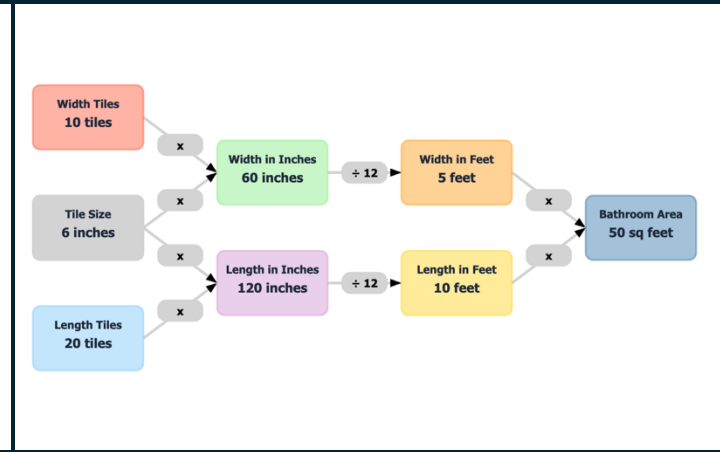 Width Tiles
10 tiles
x
Width in Inches
60 inches
÷ 12
Width in Feet
5 feet
x
Tile Size
6 inches
x
x
Bathroom Area
50 sq feet
Length in Inches
120 inches
÷ 12
Length in Feet
10 feet
x
Length Tiles
20 tiles
x